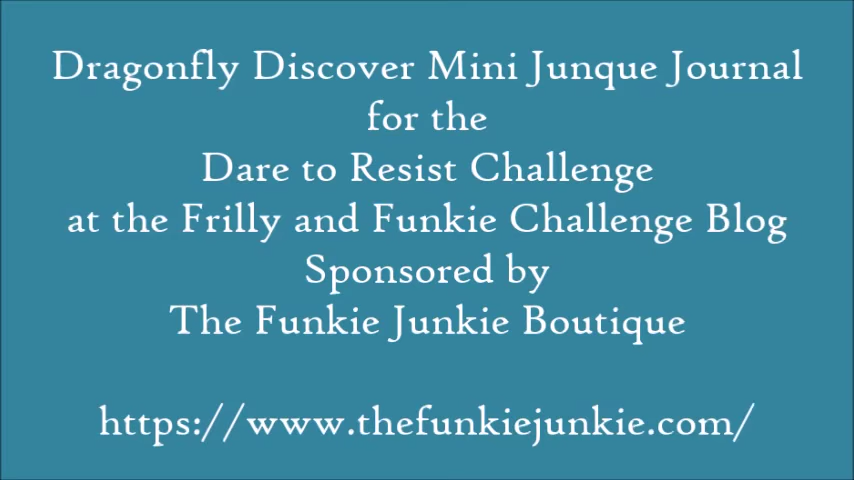 Dragonfly Discover Mini Junque Journal
for the
Dare to Resist Challenge
at the Frilly and Funkie Challenge Blog
Sponsored by
The Funkie Junkie Boutique
https://www.thefunkiejunkie.com/